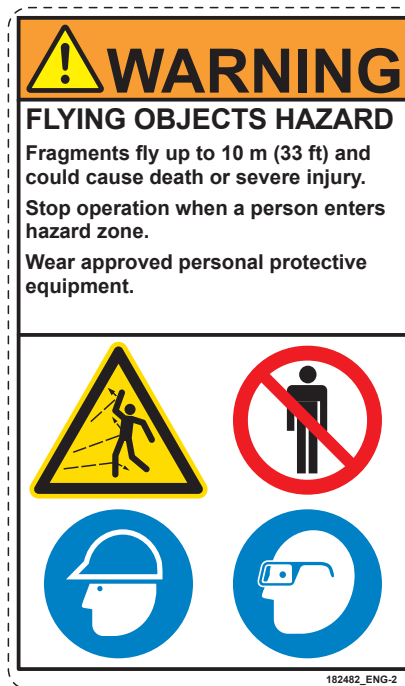 WARNING
FLYING OBJECTS HAZARD
Fragments fly up to 10 m (33 ft) and
could cause death or severe injury.
Stop operation when a person enters
hazard zone.
Wear approved personal protective
equipment.
182482_ENG-2